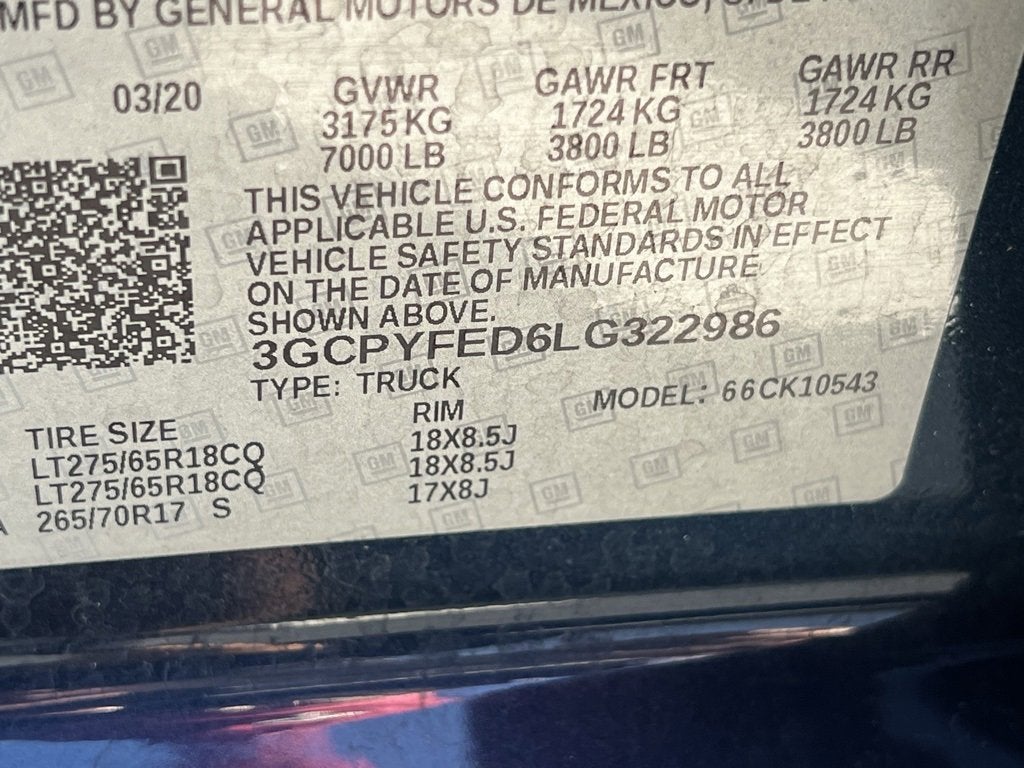 MFD BY GENERAL MOTORS DE MEXICO,
03/20
GVWR GAWR FRT GAWR RR
3175 KG 1724 KG 1724 KG
7000 LB 3800 LB 3800 LB
THIS VEHICLE CONFORMS TO ALL
APPLICABLE U.S. FEDERAL MOTOR
VEHICLE SAFETY STANDARDS IN EFFECT
ON THE DATE OF MANUFACTURE
SHOWN ABOVE.
3GCPYFED6LG322986
TYPE: TRUCK
MODEL: 66CK10543
TIRE SIZE RIM
LT275/65R18CQ 18X8.5J
LT275/65R18CQ 18X8.5J
265/70R17 S 17X8J